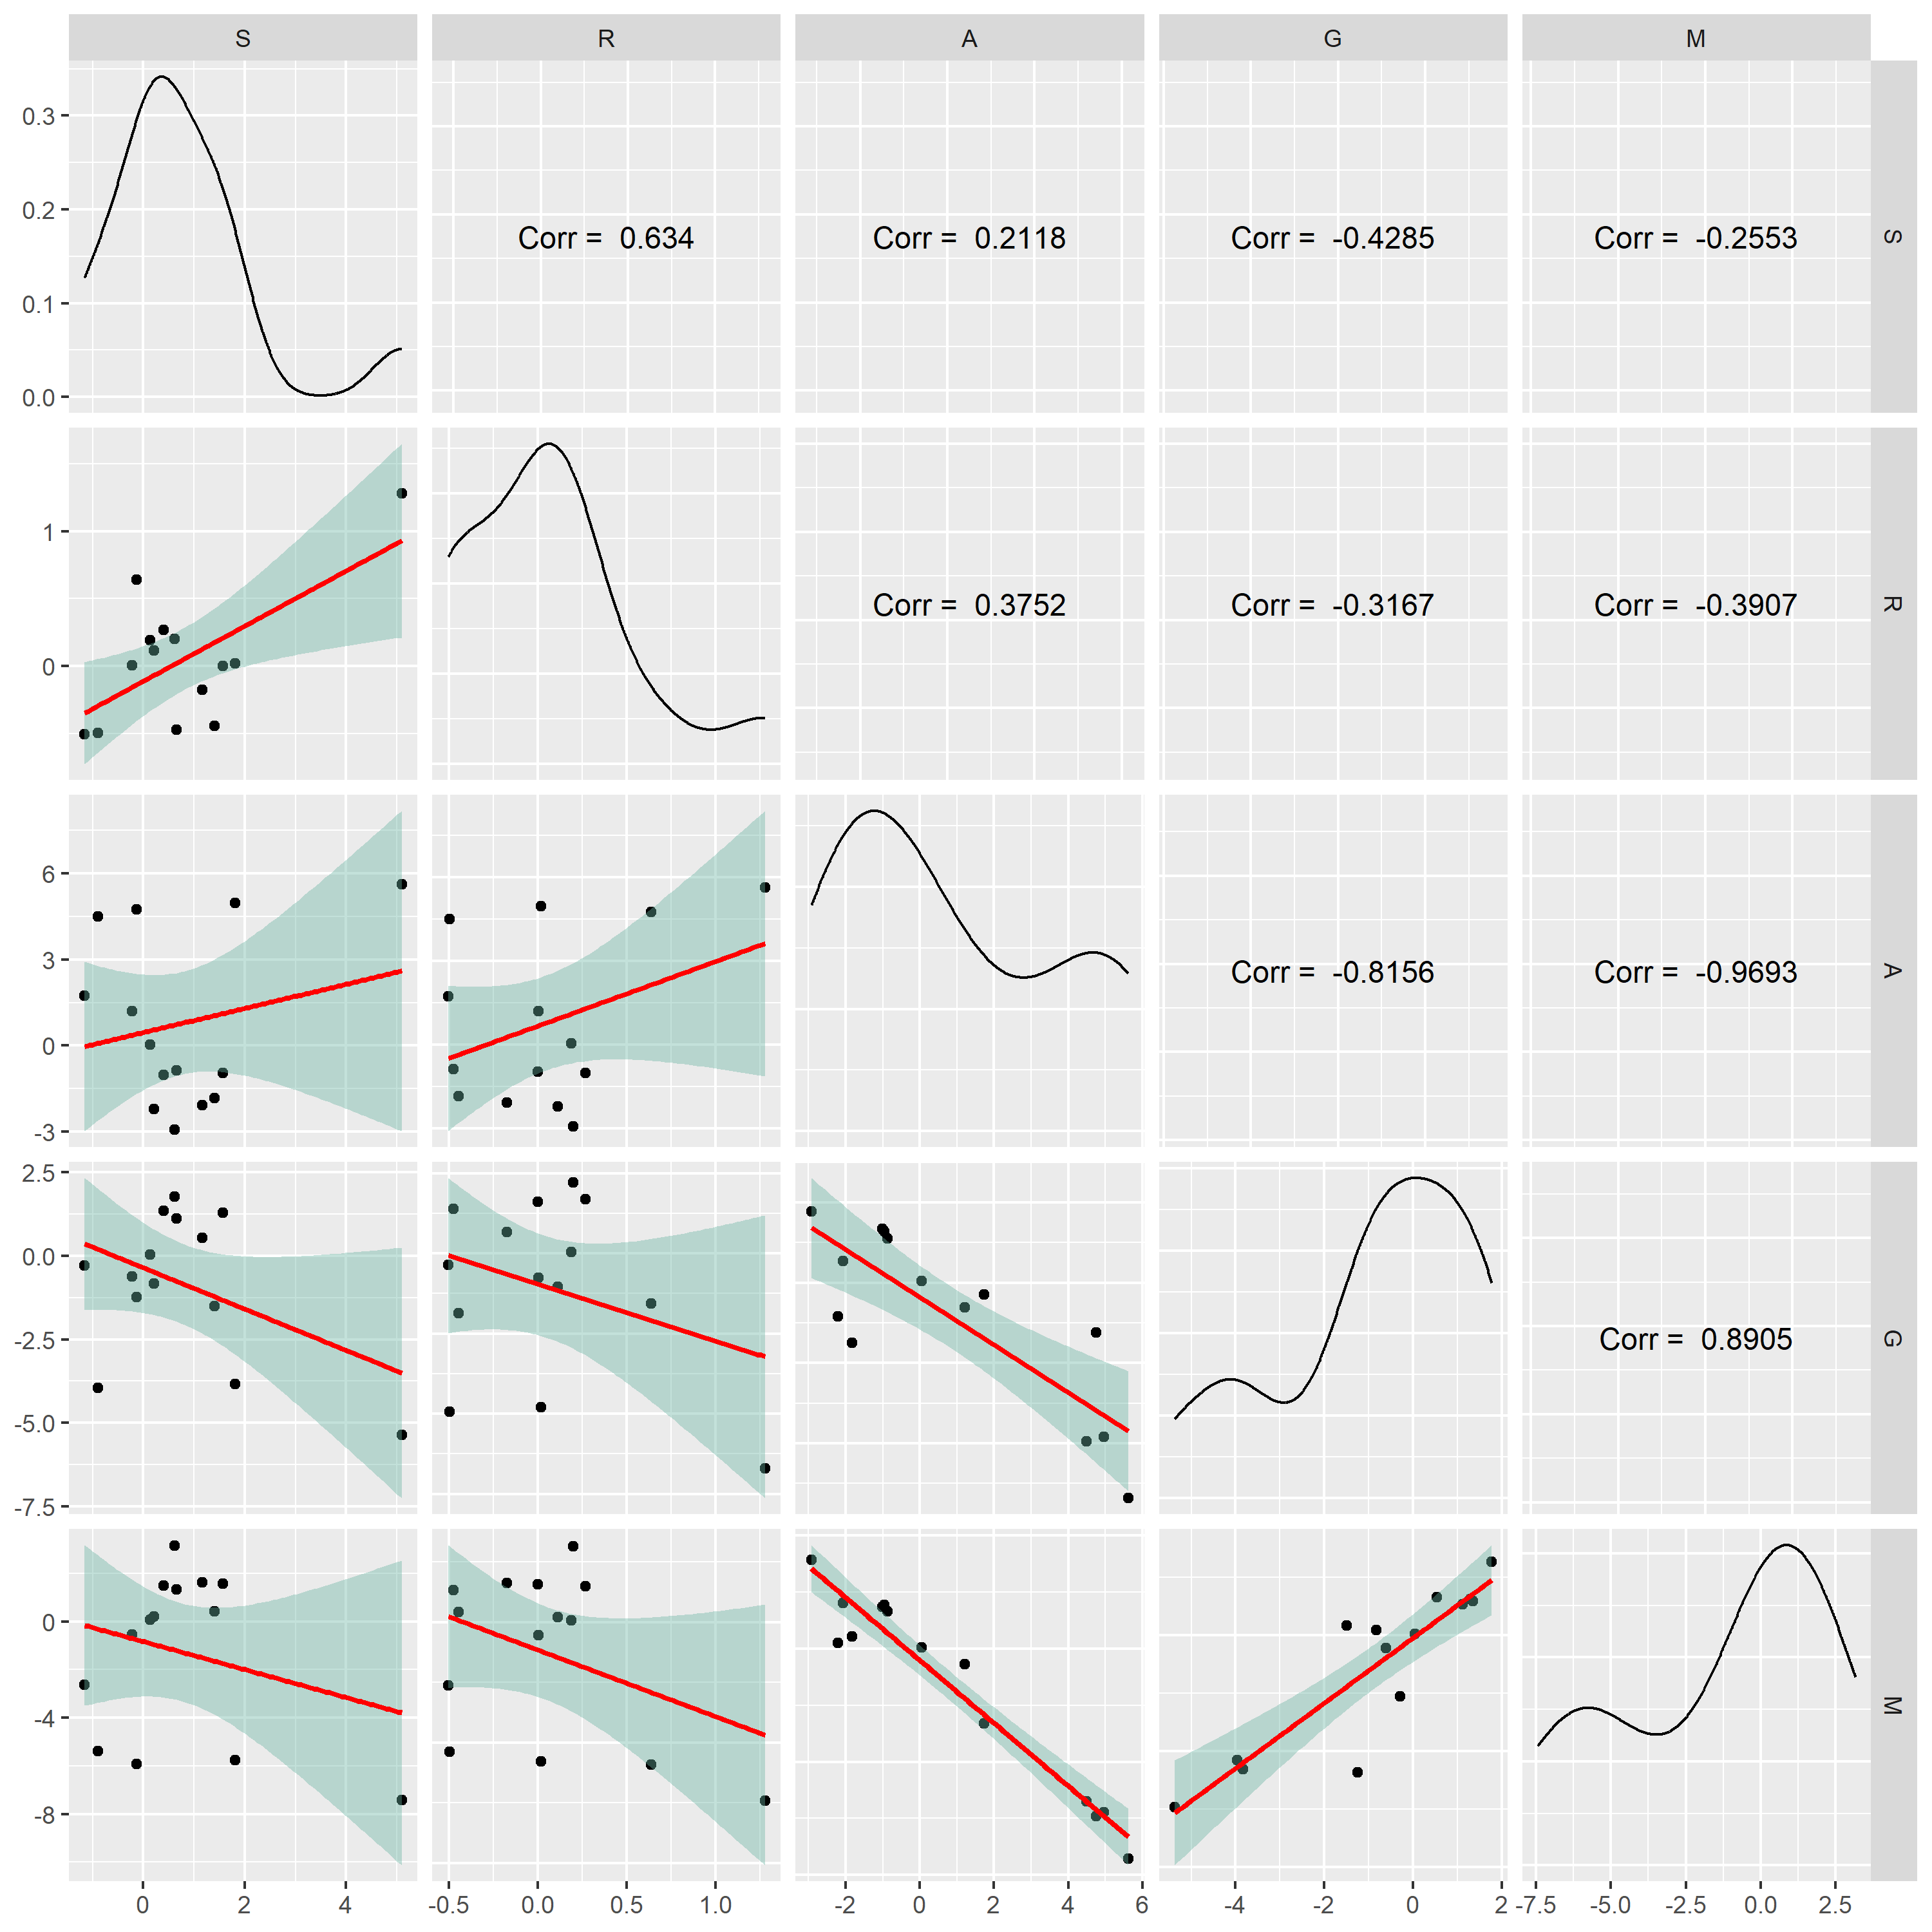 S R A G M
0.3
0.2
0.1
0.0
Corr = 0.634 Corr = 0.2118 Corr = -0.4285 Corr = -0.2553
S
1
0
Corr = 0.3752 Corr = -0.3167 Corr = -0.3907
R
6
3
0
-3
Corr = -0.8156 Corr = -0.9693
A
2.5
0.0
-2.5
-5.0
-7.5
Corr = 0.8905
G
0
-4
-8
M
0 2 4 -0.5 0.0 0.5 1.0 -2 0 2 4 6 -4 -2 0 2 -7.5 -5.0 -2.5 0.0 2.5